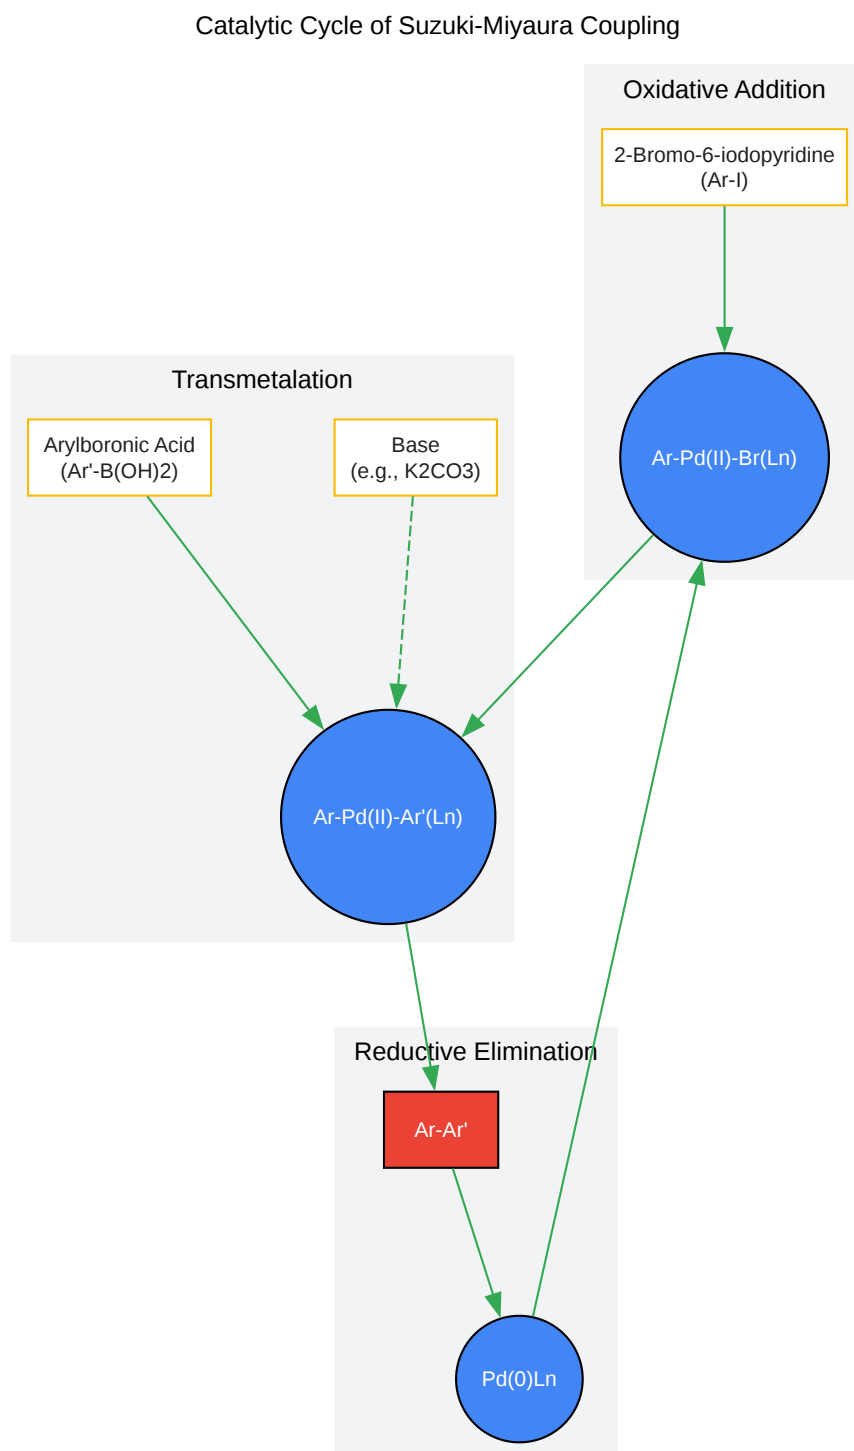 Catalytic Cycle of Suzuki-Miyaura Coupling
Oxidative Addition
2-Bromo-6-iodopyridine
(Ar-I)
Ar-Pd(II)-Br(Ln)
Transmetalation
Arylboronic Acid
(Ar'-B(OH)2)
Base
(e.g., K2CO3)
Ar-Pd(II)-Ar'(Ln)
Reductive Elimination
Ar-Ar'
Pd(0)Ln